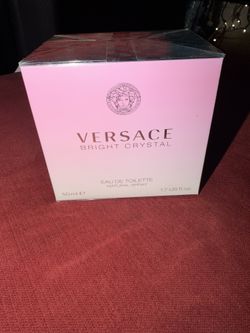 VERSACE
BRIGHT CRYSTAL
EAU DE TOILETTE
NATURAL SPRAY
50 ml ℮ 1.7 US fl.oz.